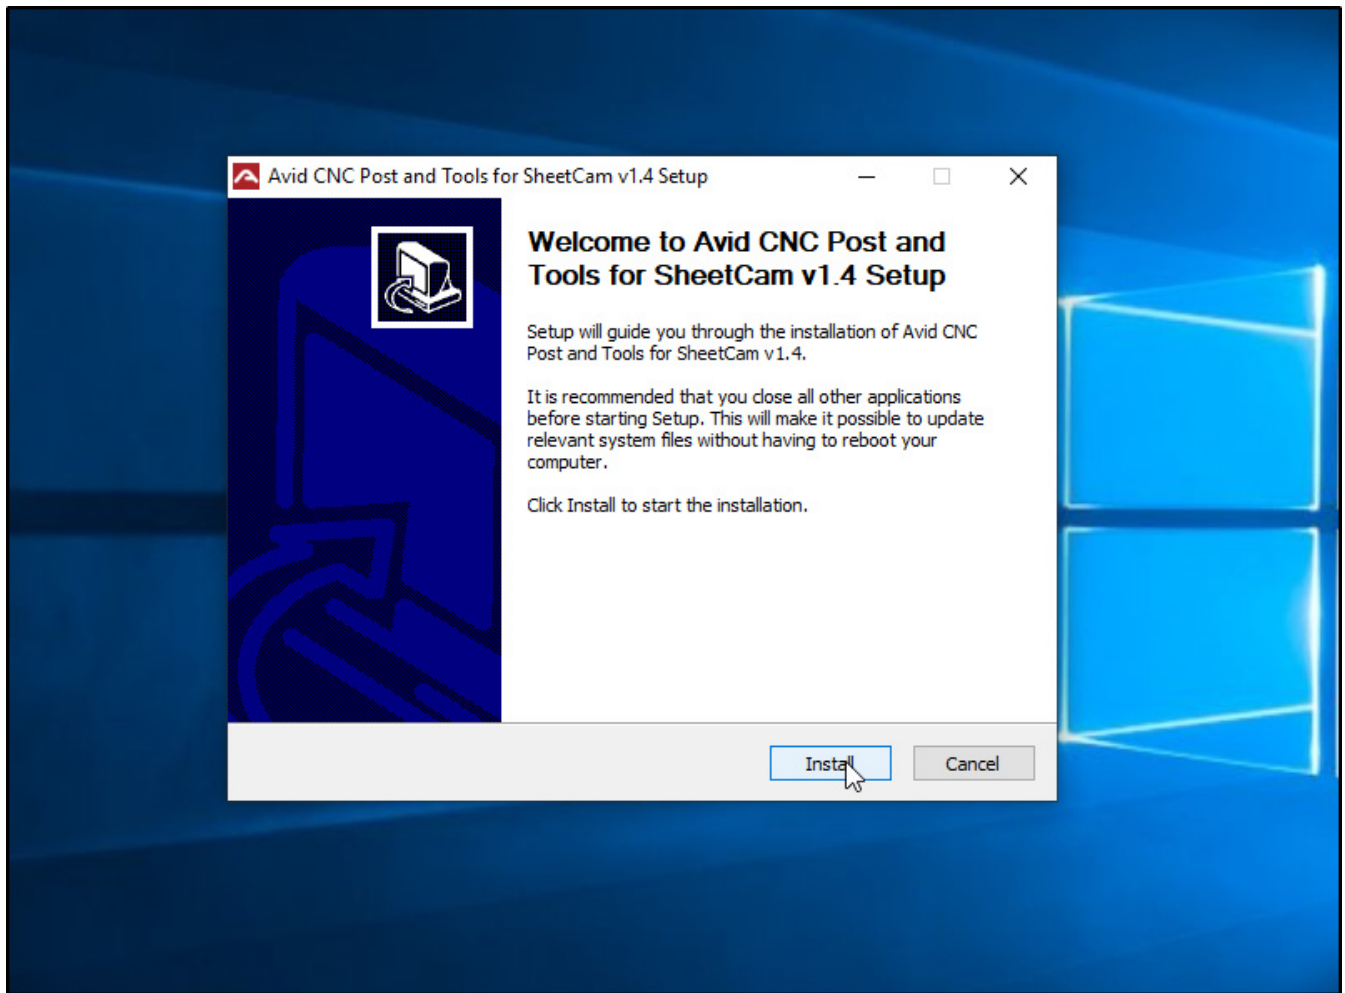 Avid CNC Post and Tools for SheetCam v1.4 Setup
Welcome to Avid CNC Post and
Tools for SheetCam v1.4 Setup
Setup will guide you through the installation of Avid CNC
Post and Tools for SheetCam v1.4.
It is recommended that you close all other applications
before starting Setup. This will make it possible to update
relevant system files without having to reboot your
computer.
Click Install to start the installation.
Install
Cancel